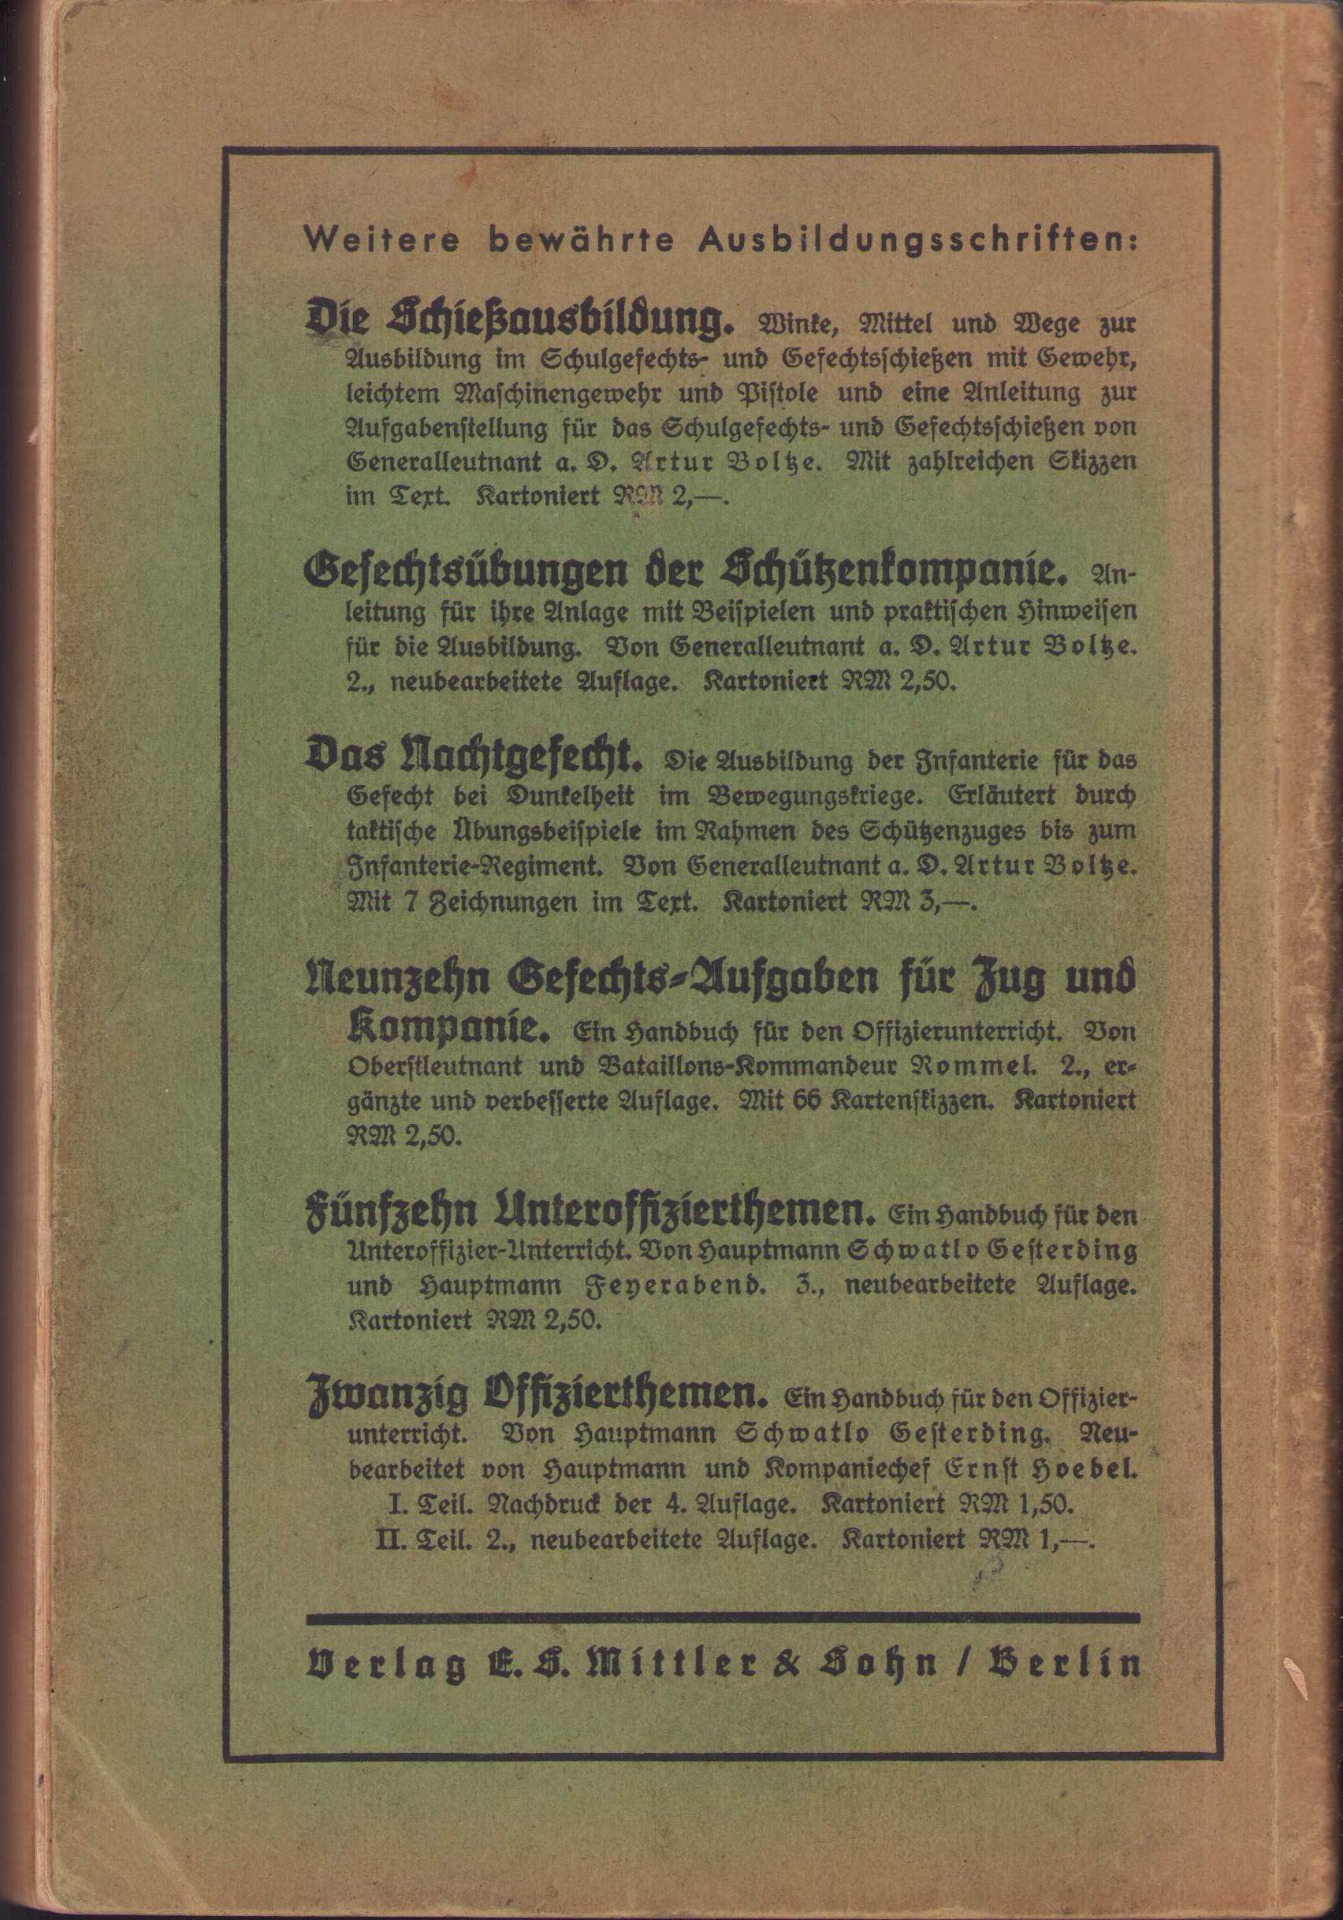 Weitere bewährte Ausbildungsschriften:
Die Schießausbildung. Winke, Mittel und Wege zur
Ausbildung im Schulgefechts- und Gefechtsschießen mit Gewehr,
leichtem Maschinengewehr und Pistole und eine Anleitung zur
Aufgabenstellung für das Schulgefechts- und Gefechtsschießen von
Generalleutnant a. D. Artur Boltze. Mit zahlreichen Skizzen
im Text. Kartoniert RM 2,—.
Gefechtsübungen der Schützenkompanie. An-
leitung für ihre Anlage mit Beispielen und praktischen Hinweisen
für die Ausbildung. Von Generalleutnant a. D. Artur Boltze.
2., neubearbeitete Auflage. Kartoniert RM 2,50.
Das Nachtgefecht. Die Ausbildung der Infanterie für das
Gefecht bei Dunkelheit im Bewegungskriege. Erläutert durch
taktische Übungsbeispiele im Rahmen des Schützenzuges bis zum
Infanterie-Regiment. Von Generalleutnant a. D. Artur Boltze.
Mit 7 Zeichnungen im Text. Kartoniert RM 3,—.
Neunzehn Gefechts-Aufgaben für Zug und
Kompanie. Ein Handbuch für den Offizierunterricht. Von
Oberstleutnant und Bataillons-Kommandeur Rommel. 2., er-
gänzte und verbesserte Auflage. Mit 66 Kartenskizzen. Kartoniert
RM 2,50.
Fünfzehn Unteroffizierthemen. Ein Handbuch für den
Unteroffizier-Unterricht. Von Hauptmann Schwatlo Gesterding
und Hauptmann Feyerabend. 3., neubearbeitete Auflage.
Kartoniert RM 2,50.
Zwanzig Offizierthemen. Ein Handbuch für den Offizier-
unterricht. Von Hauptmann Schwatlo Gesterding. Neu-
bearbeitet von Hauptmann und Kompaniechef Ernst Hoebel.
I. Teil. Nachdruck der 4. Auflage. Kartoniert RM 1,50.
II. Teil. 2., neubearbeitete Auflage. Kartoniert RM 1,—.
Verlag E. S. Mittler & Sohn / Berlin